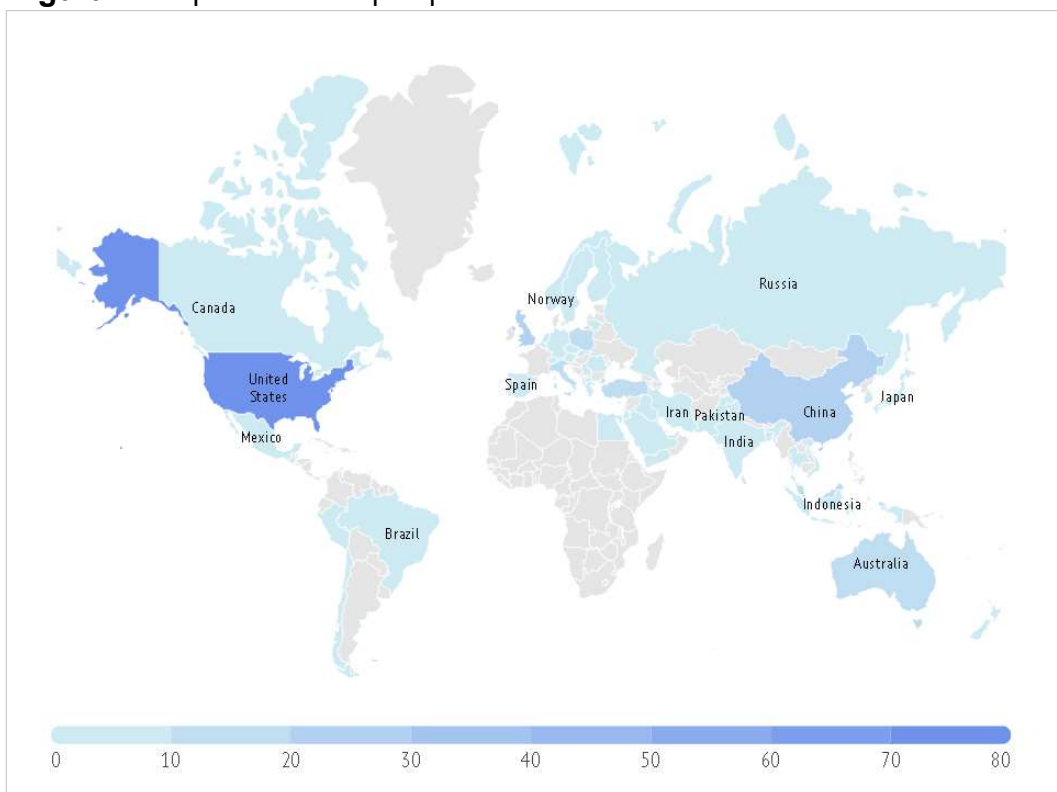 Canada
Norway
Russia
United
States
Spain
Iran
Pakistan
China
Japan
Mexico
India
Indonesia
Brazil
Australia
0 10 20 30 40 50 60 70 80